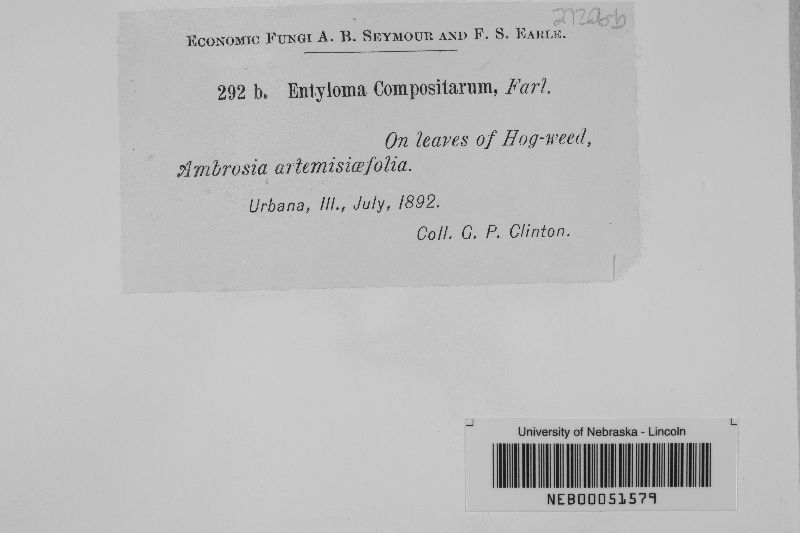 Economic Fungi A. B. Seymour and F. S. Earle.
292 b. Entyloma Compositarum, Farl.
On leaves of Hog-weed,
Ambrosia artemisiæfolia.
Urbana, Ill., July, 1892.
Coll. G. P. Clinton.
University of Nebraska - Lincoln
NEB00051579